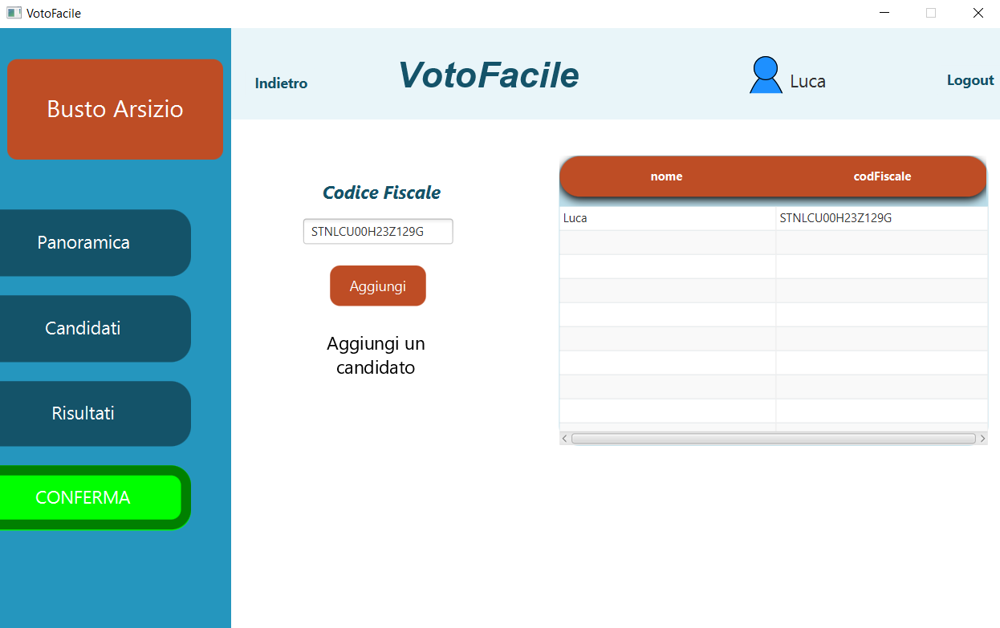 VotoFacile
Busto Arsizio
Panoramica
Candidati
Risultati
CONFERMA
Indietro
VotoFacile
Luca
Logout
Codice Fiscale
STNLCU00H23Z129G
Aggiungi
Aggiungi un
candidato
nome codFiscale
Luca STNLCU00H23Z129G